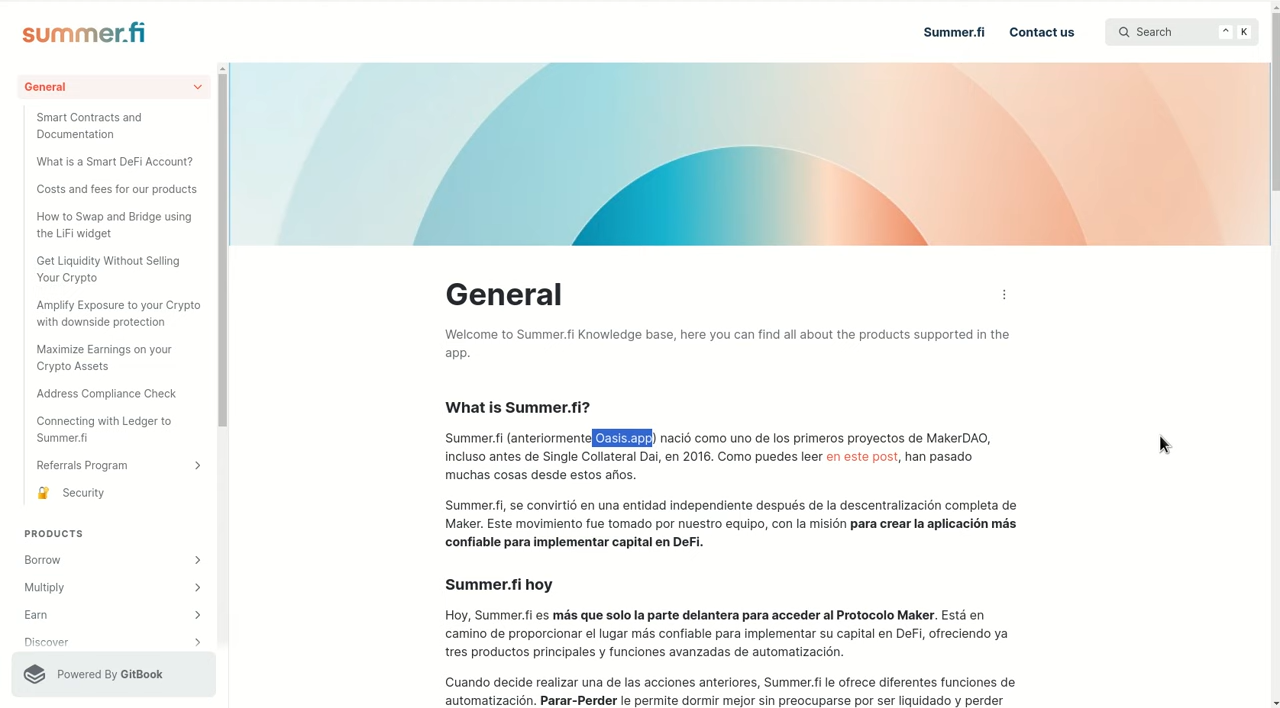 summer.fi
Summer.fi
Contact us
Search
^ K
General
Smart Contracts and
Documentation
What is a Smart DeFi Account?
Costs and fees for our products
How to Swap and Bridge using
the LiFi widget
Get Liquidity Without Selling
Your Crypto
Amplify Exposure to your Crypto
with downside protection
Maximize Earnings on your
Crypto Assets
Address Compliance Check
Connecting with Ledger to
Summer.fi
Referrals Program
Security
PRODUCTS
Borrow
Multiply
Earn
Discover
Powered By GitBook
General
Welcome to Summer.fi Knowledge base, here you can find all about the products supported in the
app.
What is Summer.fi?
Summer.fi (anteriormente Oasis.app) nació como uno de los primeros proyectos de MakerDAO,
incluso antes de Single Collateral Dai, en 2016. Como puedes leer en este post, han pasado
muchas cosas desde estos años.
Summer.fi, se convirtió en una entidad independiente después de la descentralización completa de
Maker. Este movimiento fue tomado por nuestro equipo, con la misión para crear la aplicación más
confiable para implementar capital en DeFi.
Summer.fi hoy
Hoy, Summer.fi es más que solo la parte delantera para acceder al Protocolo Maker. Está en
camino de proporcionar el lugar más confiable para implementar su capital en DeFi, ofreciendo ya
tres productos principales y funciones avanzadas de automatización.
Cuando decide realizar una de las acciones anteriores, Summer.fi le ofrece diferentes funciones de
automatización. Parar-Perder le permite dormir mejor sin preocuparse por ser liquidado y perder